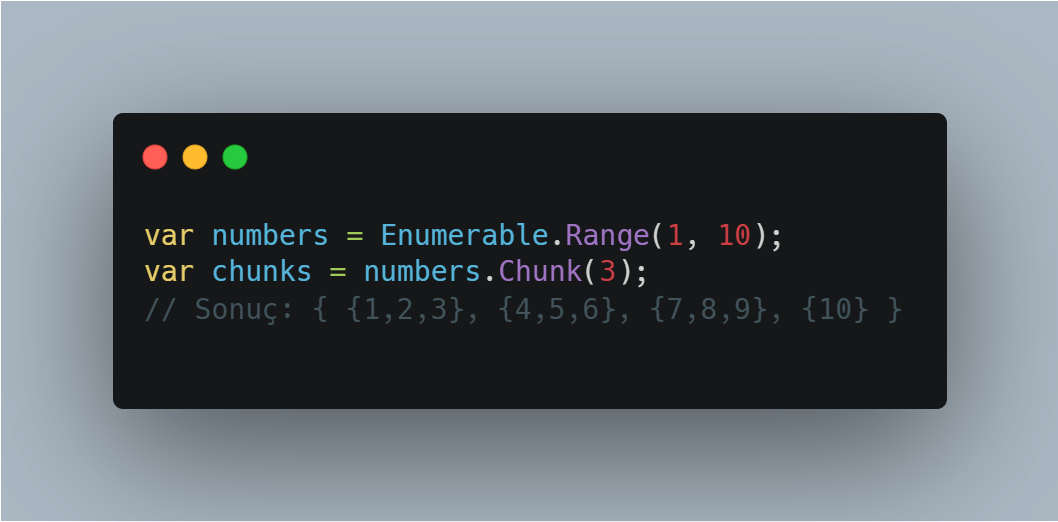 var numbers = Enumerable.Range(1, 10);
var chunks = numbers.Chunk(3);
// Sonuç: { {1,2,3}, {4,5,6}, {7,8,9}, {10} }